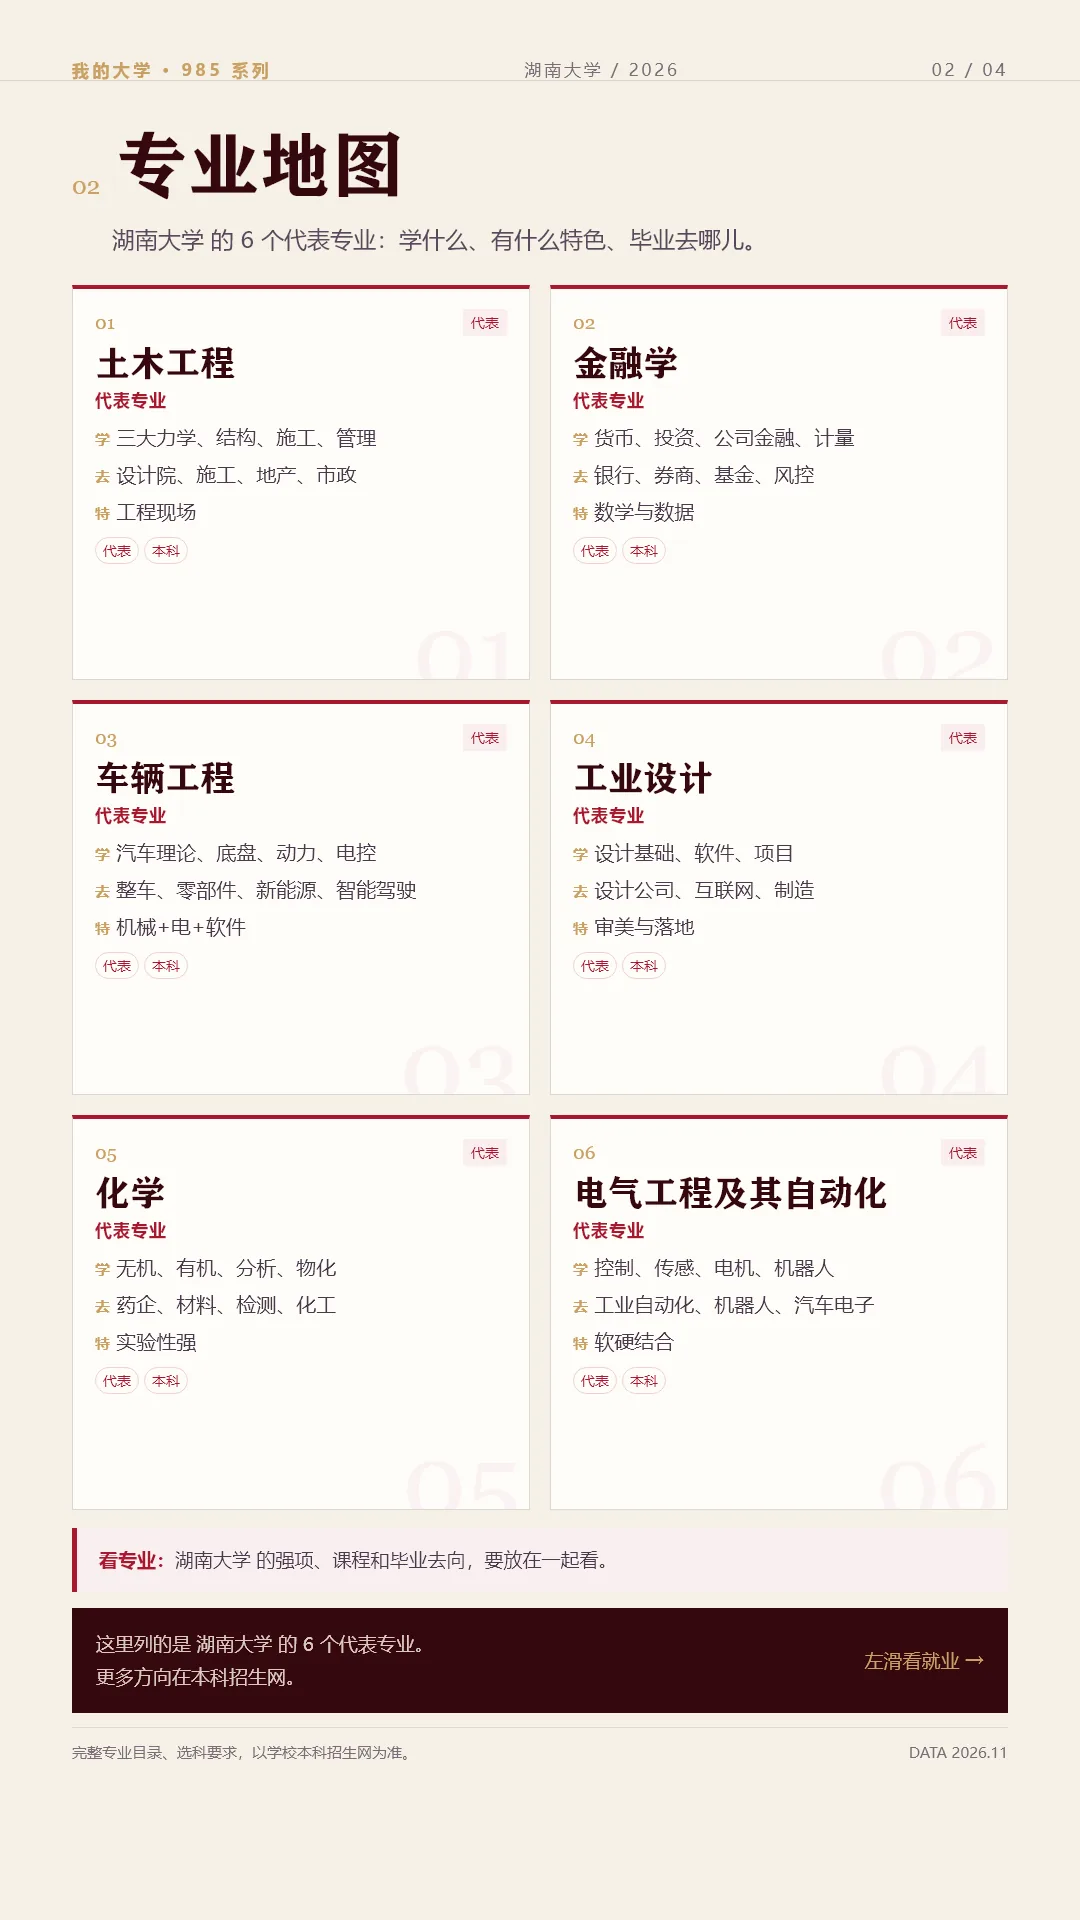 我的大学 • 985 系列
湖南大学 / 2026
02 / 04
02 专业地图
湖南大学 的 6 个代表专业：学什么、有什么特色、毕业去哪儿。
01
代表
土木工程
代表专业
学 三大力学、结构、施工、管理
去 设计院、施工、地产、市政
特 工程现场
代表 本科
01
02
代表
金融学
代表专业
学 货币、投资、公司金融、计量
去 银行、券商、基金、风控
特 数学与数据
代表 本科
02
03
代表
车辆工程
代表专业
学 汽车理论、底盘、动力、电控
去 整车、零部件、新能源、智能驾驶
特 机械+电+软件
代表 本科
03
04
代表
工业设计
代表专业
学 设计基础、软件、项目
去 设计公司、互联网、制造
特 审美与落地
代表 本科
04
05
代表
化学
代表专业
学 无机、有机、分析、物化
去 药企、材料、检测、化工
特 实验性强
代表 本科
05
06
代表
电气工程及其自动化
代表专业
学 控制、传感、电机、机器人
去 工业自动化、机器人、汽车电子
特 软硬结合
代表 本科
06
看专业：湖南大学 的强项、课程和毕业去向，要放在一起看。
这里列的是 湖南大学 的 6 个代表专业。
更多方向在本科招生网。
左滑看就业 →
完整专业目录、选科要求，以学校本科招生网为准。
DATA 2026.11